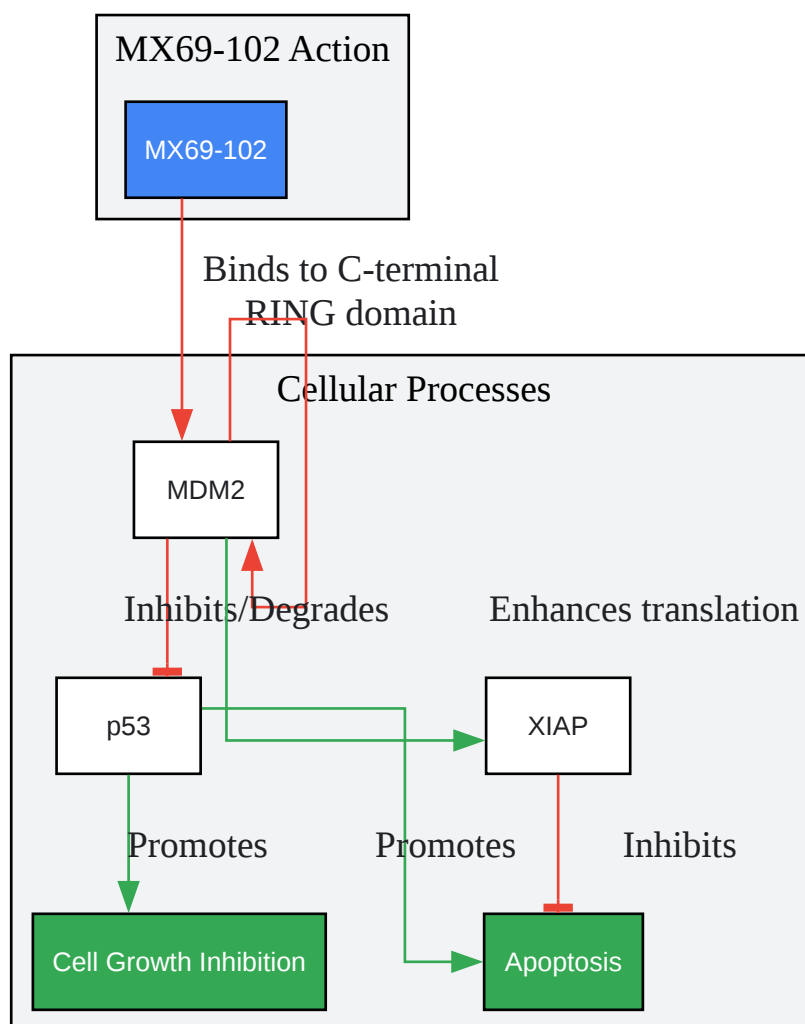 MX69-102 Action
MX69-102
Binds to C-terminal
RING domain
Cellular Processes
MDM2
Inhibits/Degrades
Enhances translation
p53
XIAP
Promotes
Promotes
Inhibits
Cell Growth Inhibition
Apoptosis